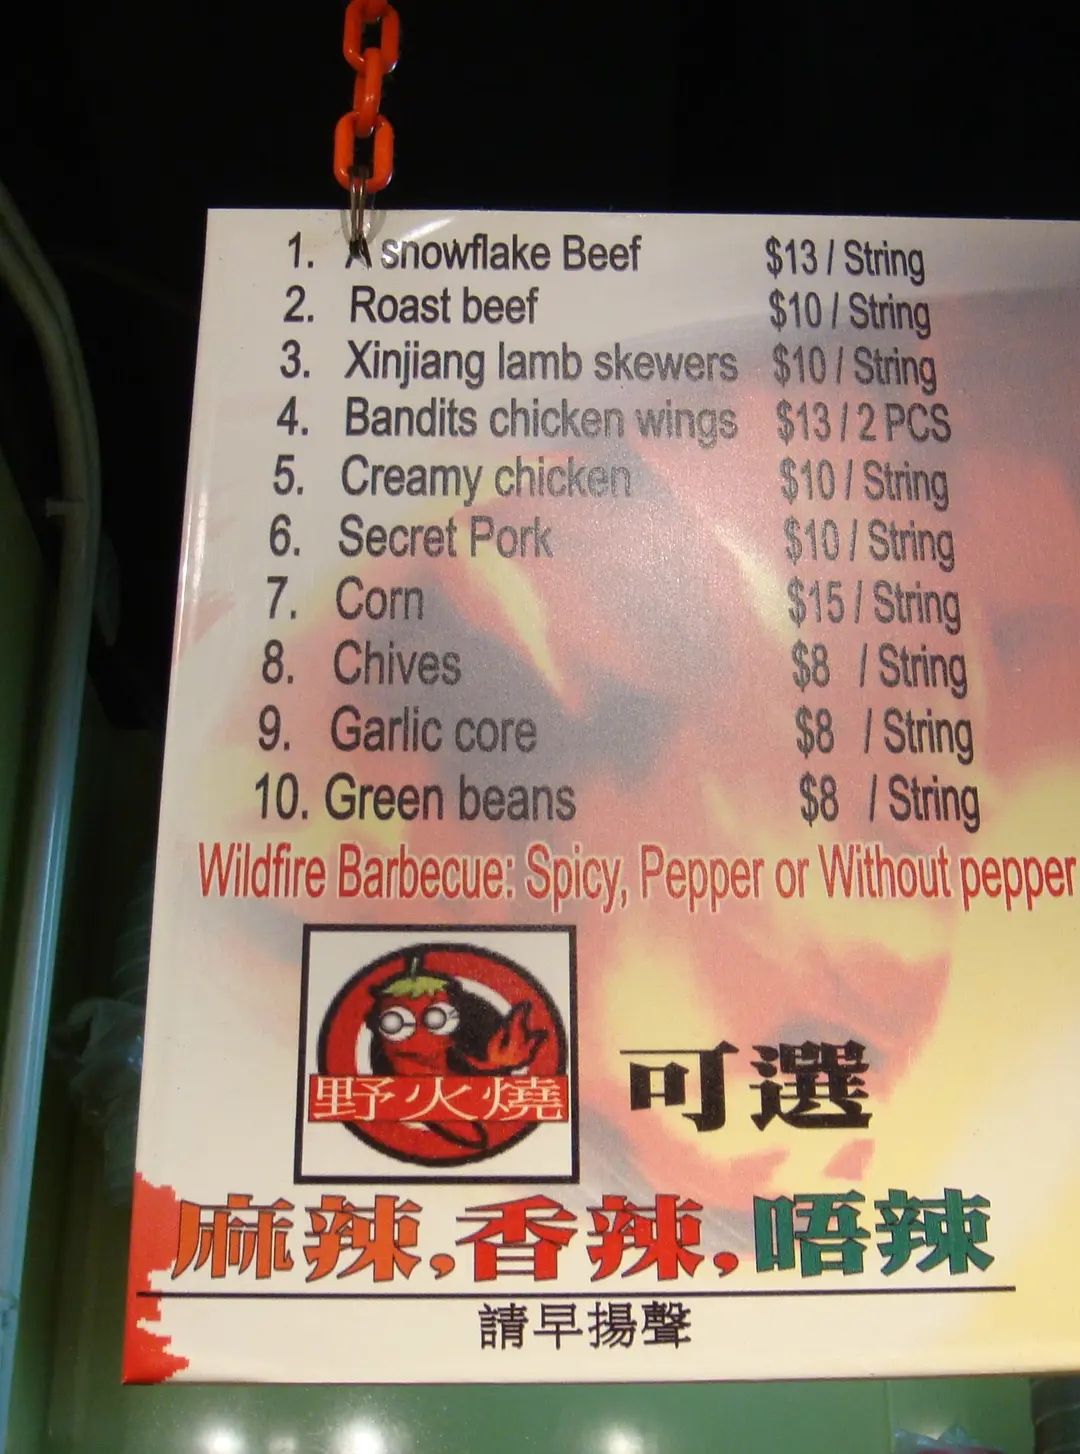 1. A snowflake Beef $13 / String
2. Roast beef $10 / String
3. Xinjiang lamb skewers $10 / String
4. Bandits chicken wings $13 / 2 PCS
5. Creamy chicken $10 / String
6. Secret Pork $10 / String
7. Corn $15 / String
8. Chives $8 / String
9. Garlic core $8 / String
10. Green beans $8 / String
Wildfire Barbecue: Spicy, Pepper or Without pepper
野火燒
可選
麻辣,香辣,唔辣
請早揚聲